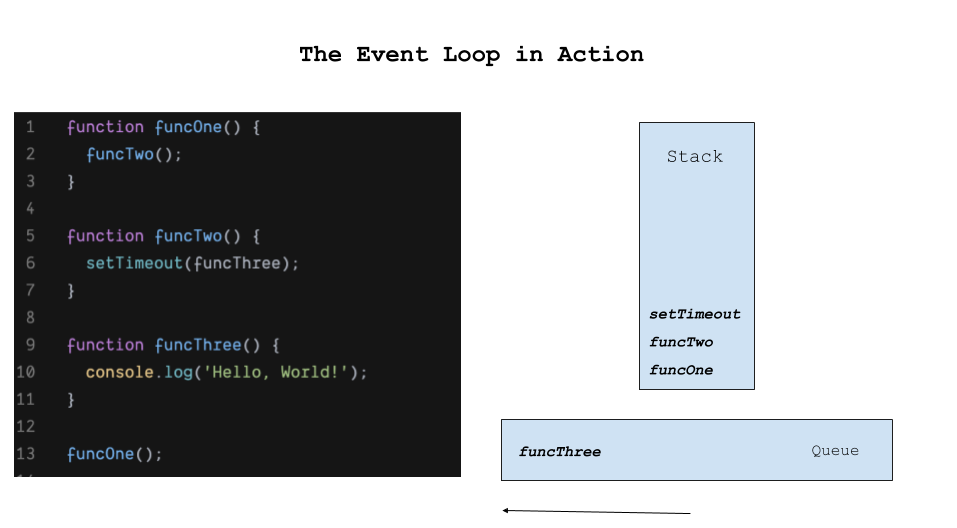 The Event Loop in Action
1 function funcOne() {
2 funcTwo();
3 }
4
5 function funcTwo() {
6 setTimeout(funcThree);
7 }
8
9 function funcThree() {
10 console.log('Hello, World!');
11 }
12
13 funcOne();
Stack
setTimeout
funcTwo
funcOne
funcThree
Queue